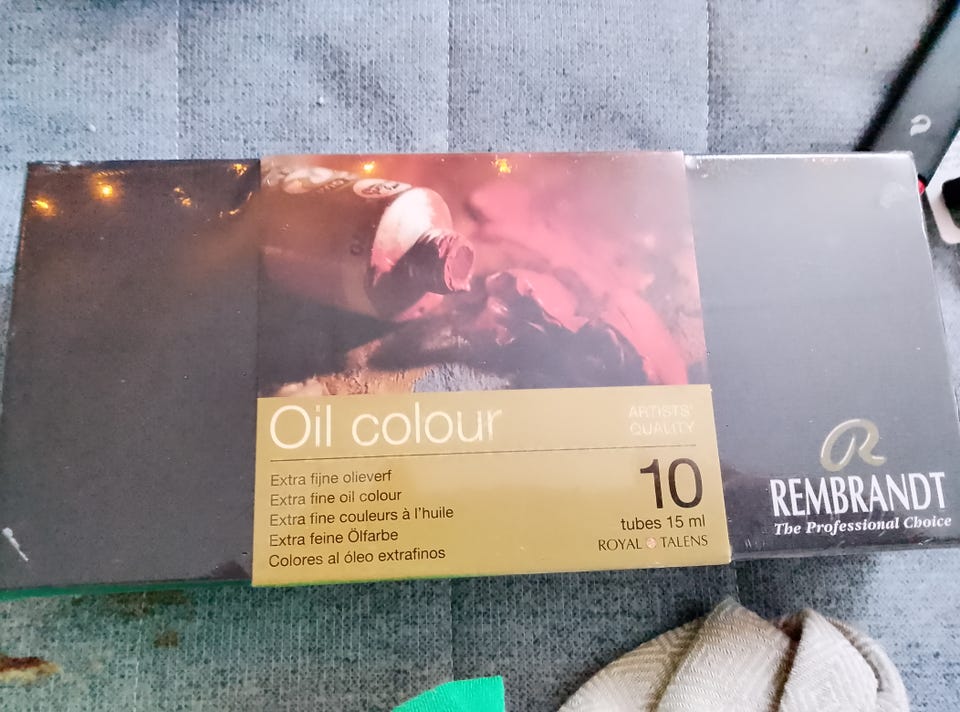 Oil colour
ARTISTS'
QUALITY
Extra fijne olieverf
Extra fine oil colour
Extra fine couleurs à l'huile
Extra feine Ölfarbe
Colores al óleo extrafinos
10
tubes 15 ml
ROYAL TALENS
R
REMBRANDT
The Professional Choice